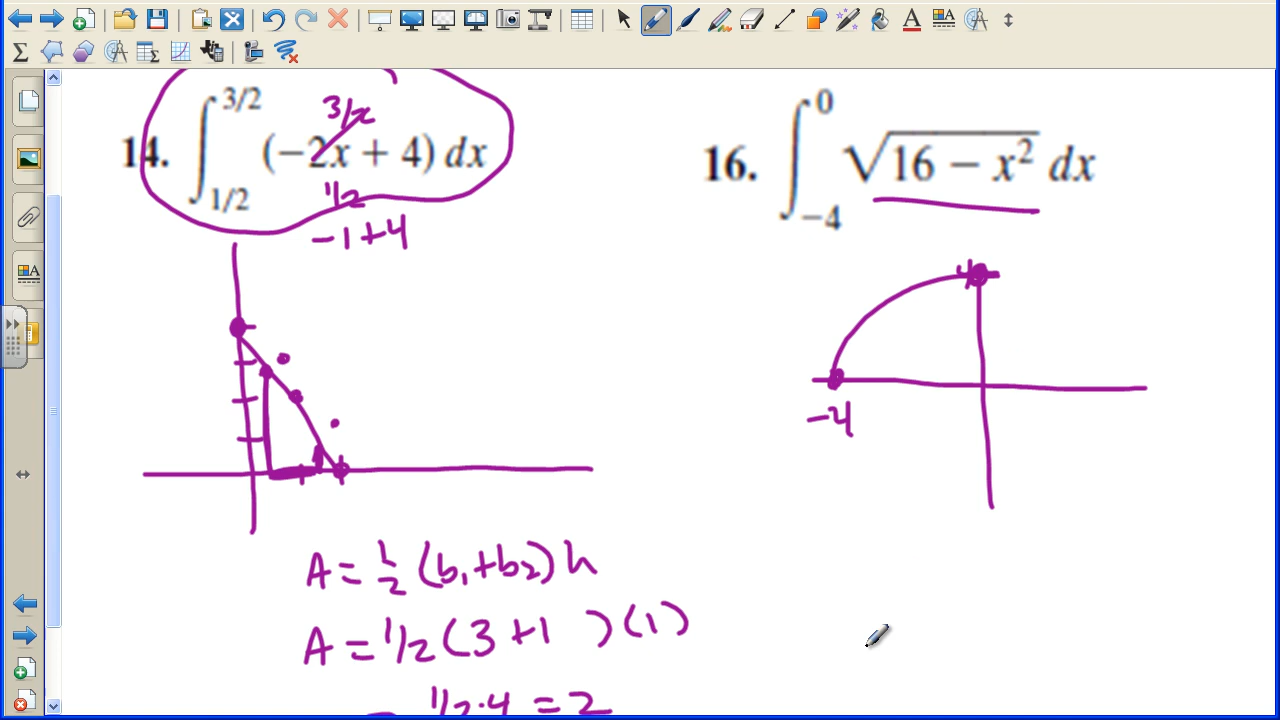 14. ∫ 3/2 1/2 (−2x + 4) dx
3/2
1/2
−1+4
A = ½ (b₁+b₂) h
A = 1/2 (3+1 ) (1)
= 1/2 · 4 = 2
16. ∫ 0 −4 √16 − x² dx
4
−4